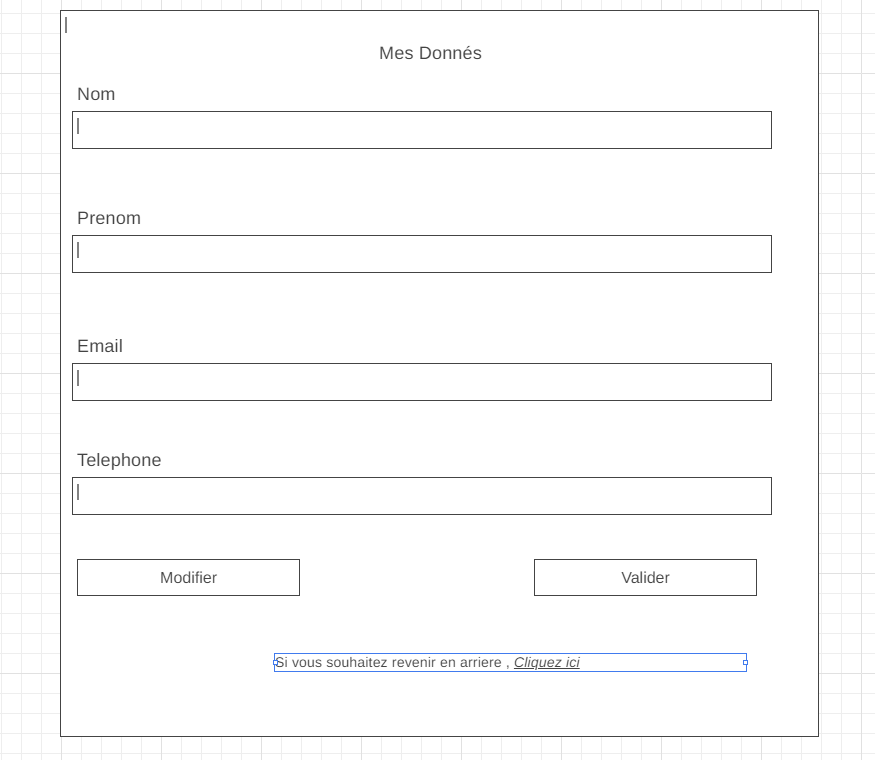 Mes Donnés
Nom
Prenom
Email
Telephone
Modifier
Valider
Si vous souhaitez revenir en arriere , Cliquez ici